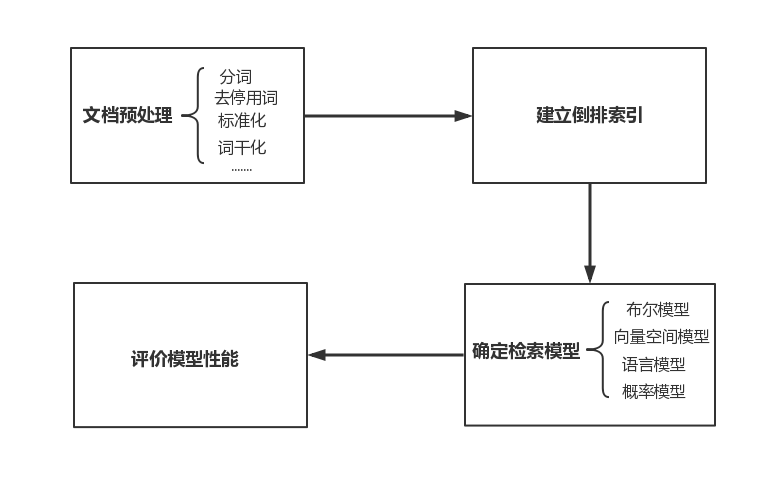 文档预处理
分词
去停用词
标准化
词干化
.......
建立倒排索引
确定检索模型
布尔模型
向量空间模型
语言模型
概率模型
评价模型性能